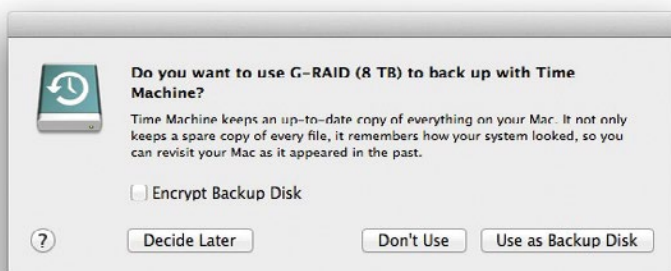 Do you want to use G-RAID (8 TB) to back up with Time
Machine?
Time Machine keeps an up-to-date copy of everything on your Mac. It not only
keeps a spare copy of every file, it remembers how your system looked, so you
can revisit your Mac as it appeared in the past.
Encrypt Backup Disk
? Decide Later Don't Use Use as Backup Disk